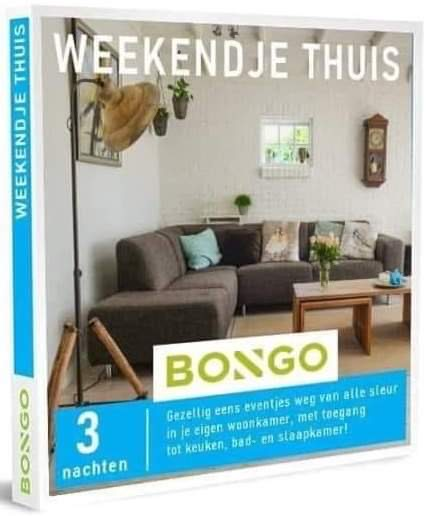 WEEKENDJE THUIS
WEEKENDJE THUIS
BONGO
BONGO
3
nachten
Gezellig eens eventjes weg van alle sleur
in je eigen woonkamer, met toegang
tot keuken, bad- en slaapkamer!